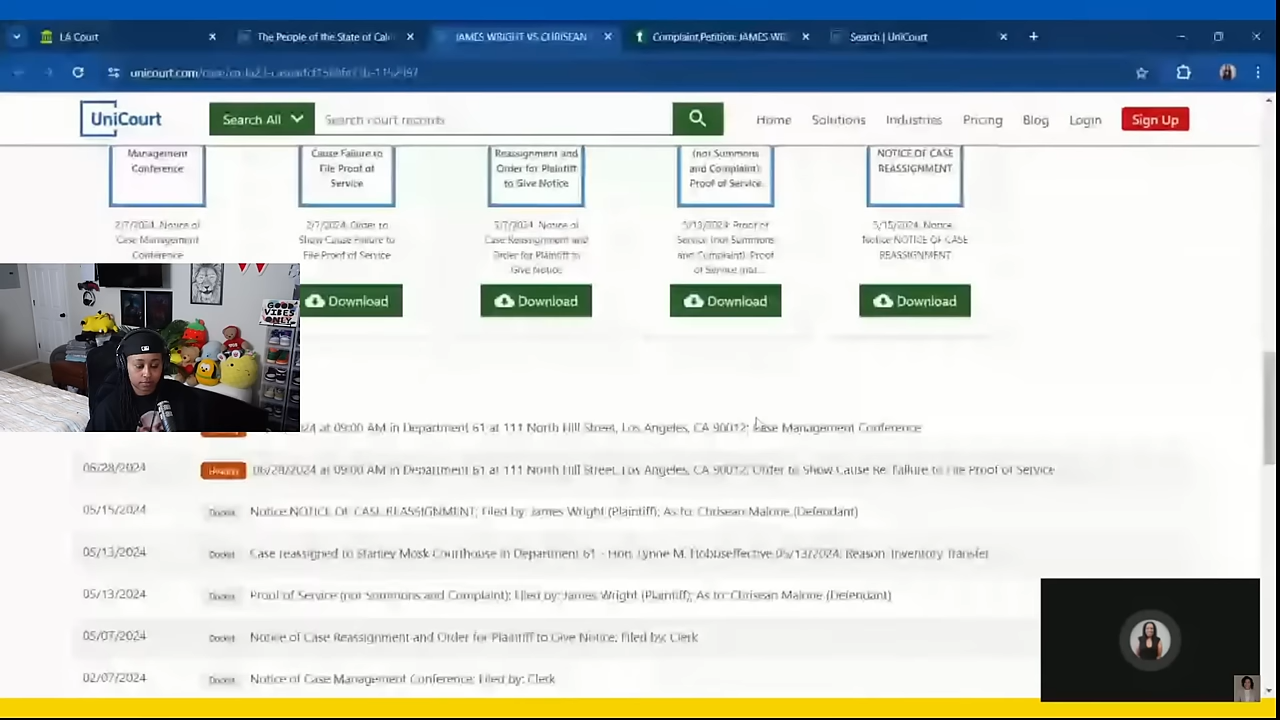 LA Court
The People of the State of Cali
JAMES WRIGHT VS CHRISEAN
Complaint,Petition: JAMES WE
Search | UniCourt
UniCourt
Search All
Search court records
Home
Solutions
Industries
Pricing
Blog
Login
Sign Up
Management
Conference
Cause Failure to
File Proof of
Service
Reassignment and
Order for Plaintiff
to Give Notice
(not Summons
and Complaint);
Proof of Service
NOTICE OF CASE
REASSIGNMENT
2/7/2024: Notice of
Case Management
Conference
2/7/2024: Order to
Show Cause Failure to
File Proof of Service
5/7/2024: Notice of
Case Reassignment and
Order for Plaintiff to
Give Notice
5/13/2024: Proof of
Service (not Summons
and Complaint): Proof
5/15/2024: Notice,
Notice NOTICE OF CASE
REASSIGNMENT
Download
Download
Download
Download
GOOD
VIBES
ONLY
at 09:00 AM in Department 61 at 111 North Hill Street, Los Angeles, CA 90012; Case Management Conference
06/28/2024
Hearing
06/28/2024 at 09:00 AM in Department 61 at 111 North Hill Street, Los Angeles, CA 90012; Order to Show Cause Re: Failure to File Proof of Service
05/15/2024
Docket
Notice NOTICE OF CASE REASSIGNMENT; Filed by: James Wright (Plaintiff); As to: Chrisean Malone (Defendant)
05/13/2024
Docket
Case reassigned to Stanley Mosk Courthouse in Department 61 - Hon. Lynne M. Hobbs effective 05/13/2024; Reason: Inventory Transfer
05/13/2024
Docket
Proof of Service (not Summons and Complaint); Filed by: James Wright (Plaintiff); As to: Chrisean Malone (Defendant)
05/07/2024
Docket
Notice of Case Reassignment and Order for Plaintiff to Give Notice; Filed by: Clerk
02/07/2024
Docket
Notice of Case Management Conference; Filed by: Clerk